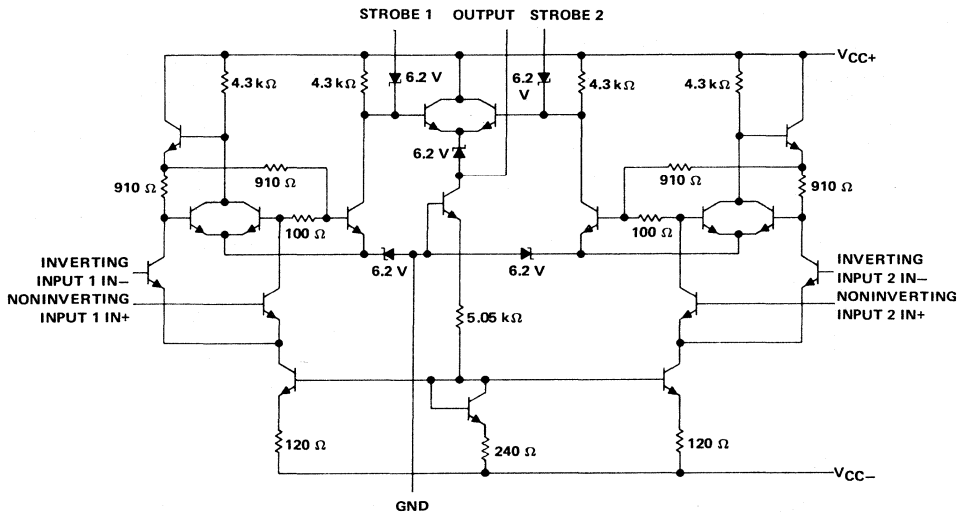 STROBE 1 OUTPUT STROBE 2
VCC+
6.2 V
6.2
V
4.3 kΩ
4.3 kΩ
4.3 kΩ
4.3 kΩ
6.2 V
910 Ω
910 Ω
910 Ω
910 Ω
100 Ω
100 Ω
6.2 V
6.2 V
INVERTING
INPUT 1 IN−
NONINVERTING
INPUT 1 IN+
INVERTING
INPUT 2 IN−
NONINVERTING
INPUT 2 IN+
5.05 kΩ
120 Ω
240 Ω
120 Ω
VCC−
GND